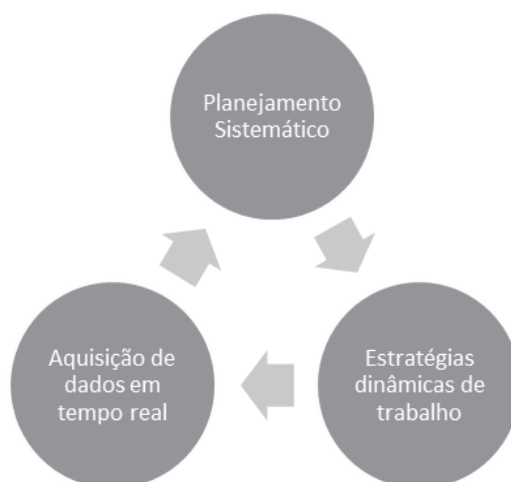 Planejamento
Sistemático
Estratégias
dinâmicas de
trabalho
Aquisição de
dados em
tempo real